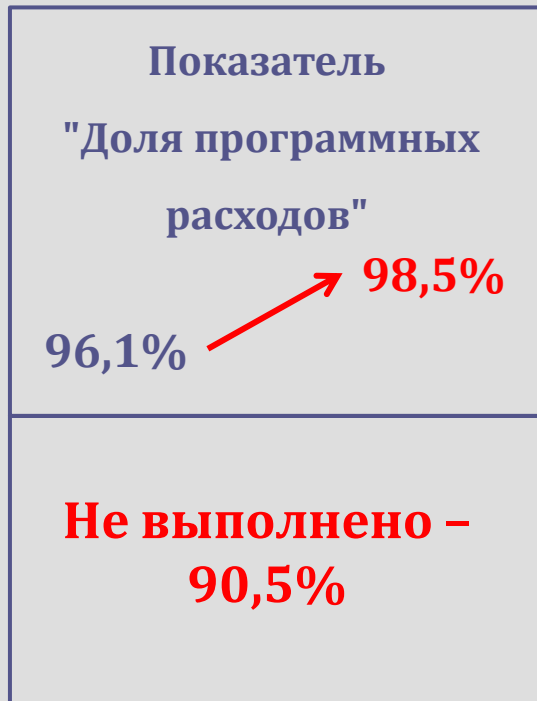 Показатель
"Доля программных
расходов"
98,5%
96,1%
Не выполнено –
90,5%